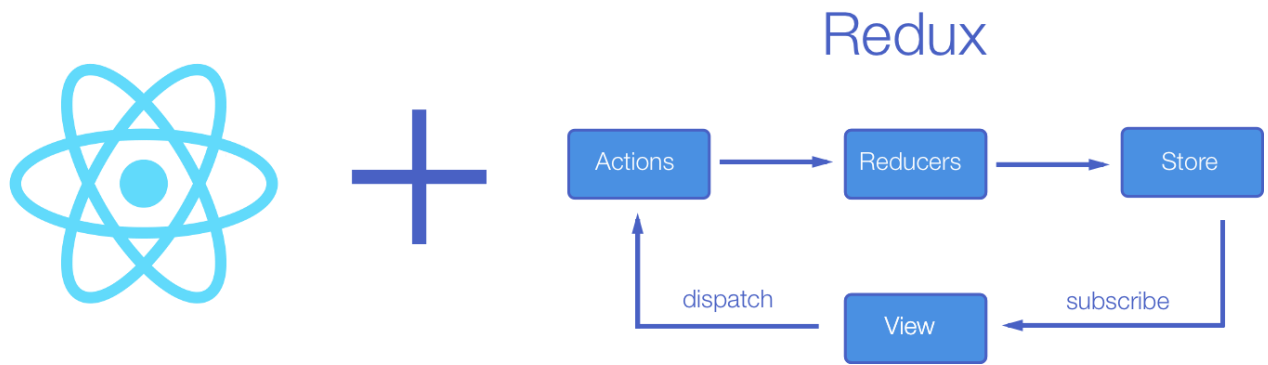 Redux
Actions
Reducers
Store
dispatch
subscribe
View